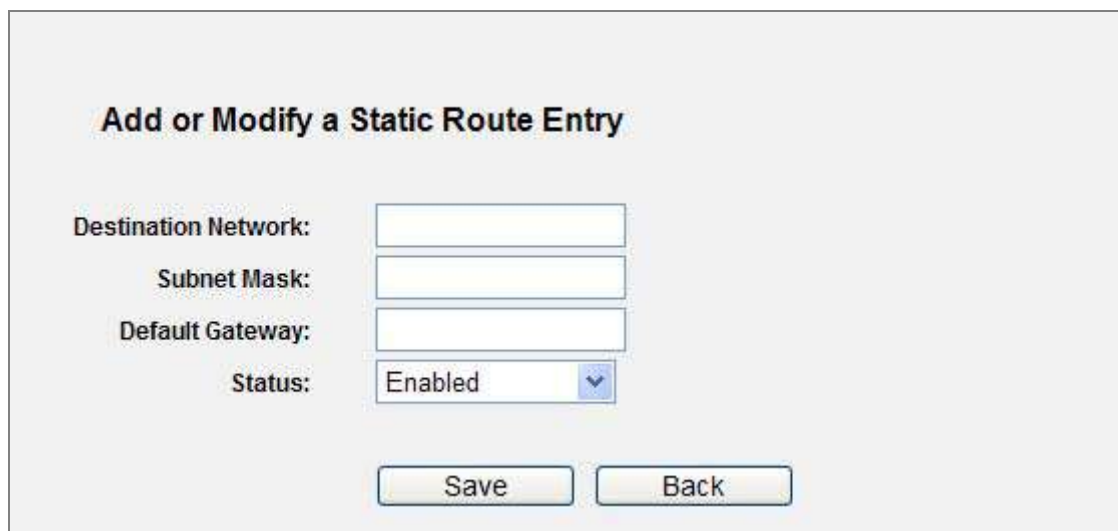 Add or Modify a Static Route Entry
Destination Network:
Subnet Mask:
Default Gateway:
Status: Enabled
Save Back